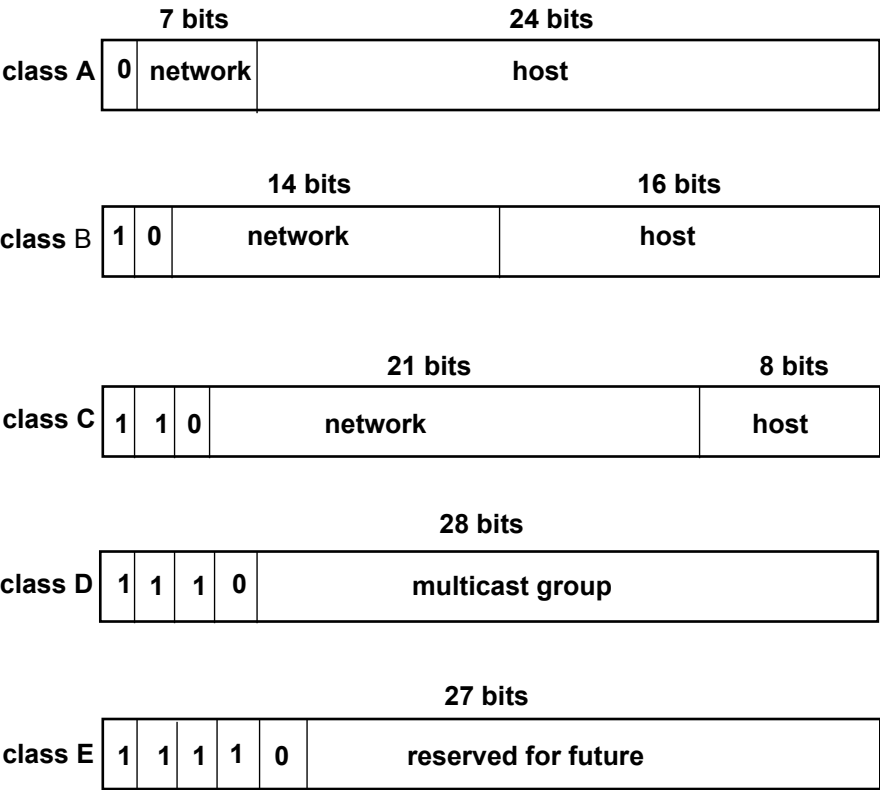 7 bits 24 bits
class A 0 network host
14 bits 16 bits
class B 1 0 network host
21 bits 8 bits
class C 1 1 0 network host
28 bits
class D 1 1 1 0 multicast group
27 bits
class E 1 1 1 1 0 reserved for future